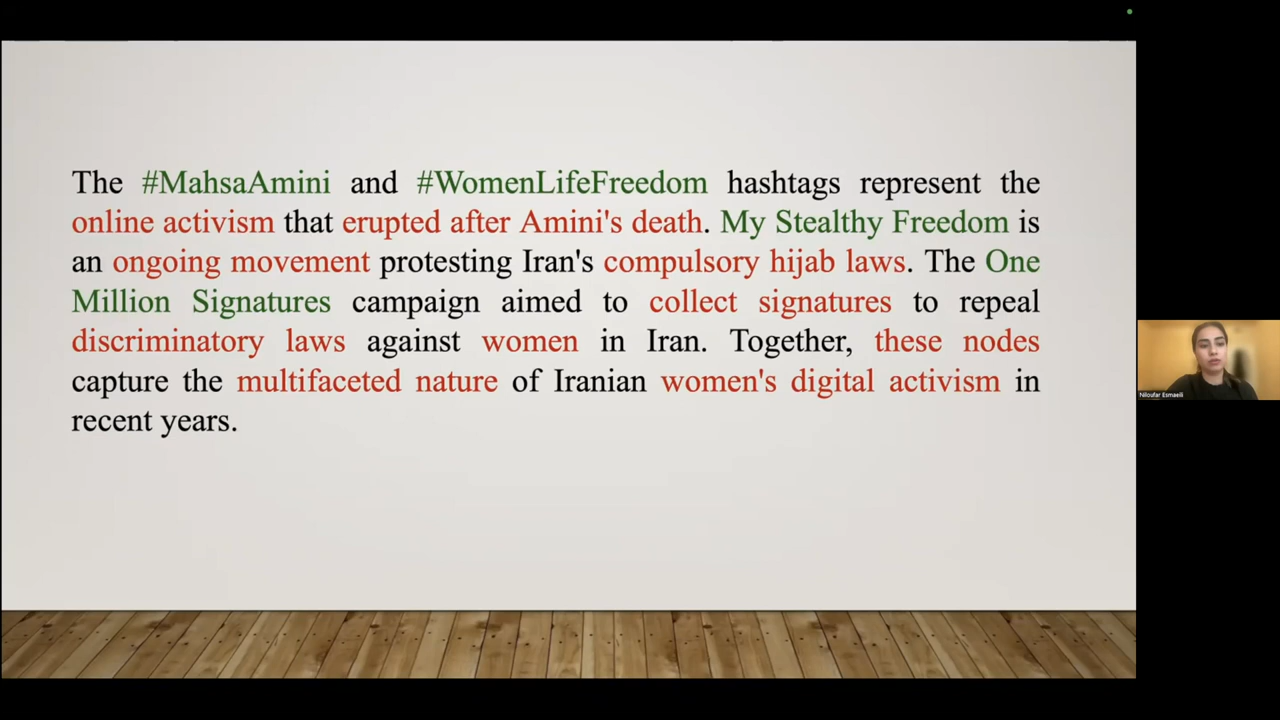 The #MahsaAmini and #WomenLifeFreedom hashtags represent the
online activism that erupted after Amini's death. My Stealthy Freedom is
an ongoing movement protesting Iran's compulsory hijab laws. The One
Million Signatures campaign aimed to collect signatures to repeal
discriminatory laws against women in Iran. Together, these nodes
capture the multifaceted nature of Iranian women's digital activism in
recent years.
Niloufar Esmaeili